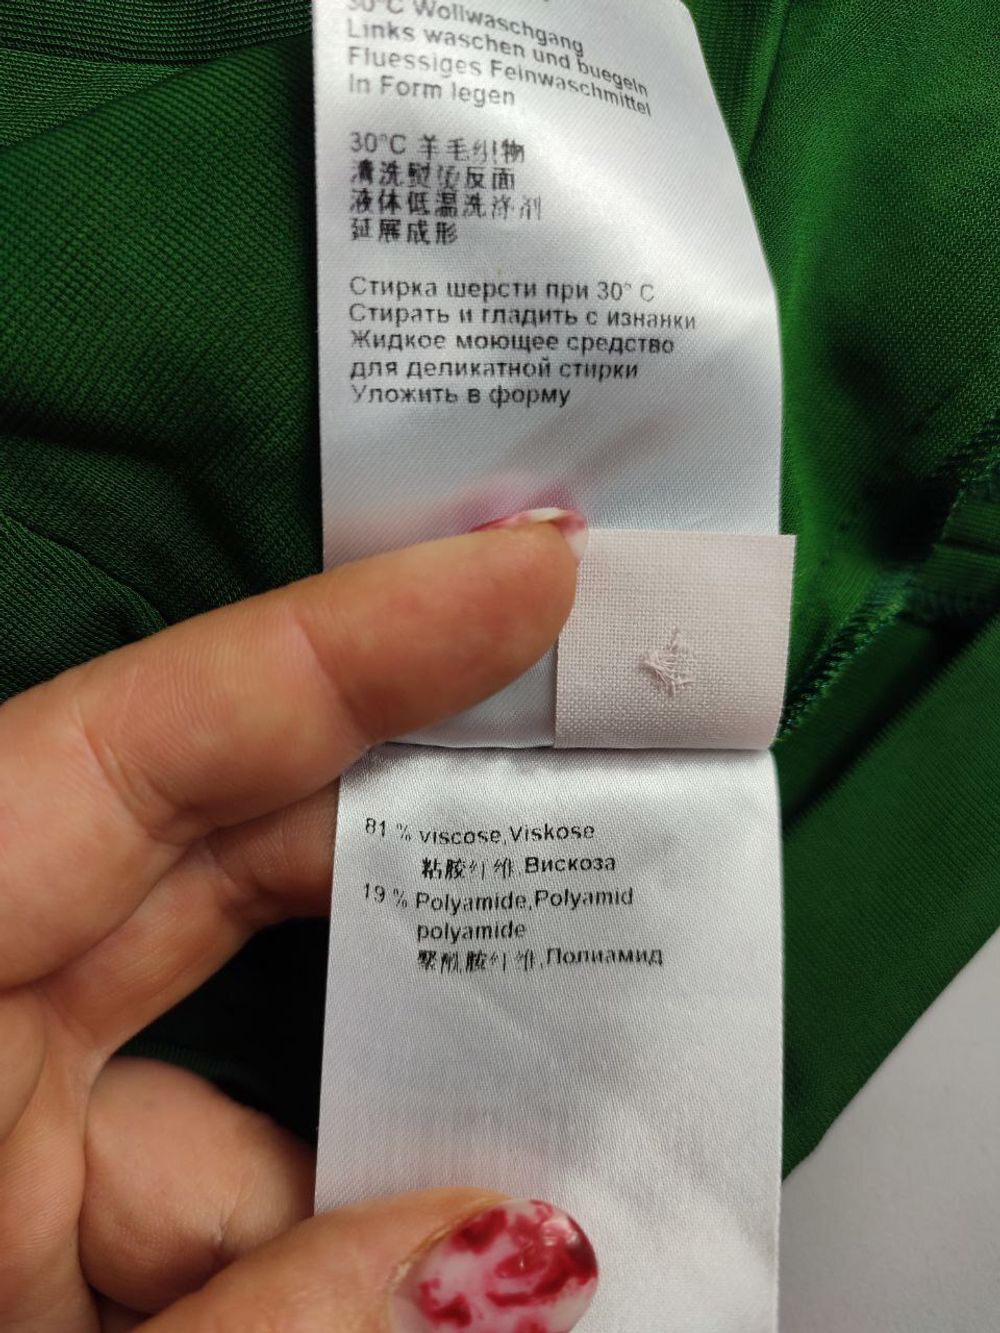 30°C Wollwaschgang
Links waschen und buegeln
Fluessiges Feinwaschmittel
In Form legen
30°C 羊毛织物
清洗熨烫反面
液体低温洗涤剂
延展成形
Стирка шерсти при 30° C
Стирать и гладить с изнанки
Жидкое моющее средство
для деликатной стирки
Уложить в форму
81 % viscose,Viskose
粘胶纤维,Вискоза
19 % Polyamide,Polyamid
polyamide
聚酰胺纤维,Полиамид